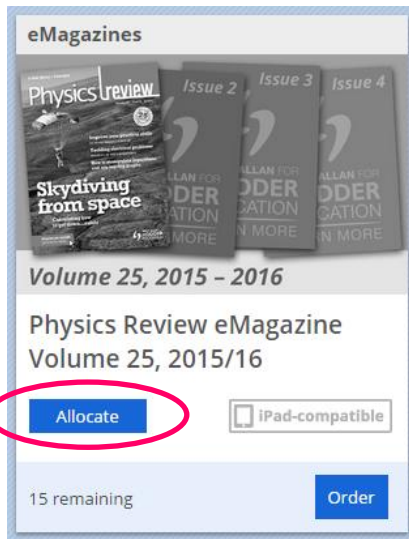 eMagazines
Physics review
Issue 2
Issue 3
Issue 4
Skydiving
from space
Volume 25, 2015 – 2016
Physics Review eMagazine
Volume 25, 2015/16
Allocate
iPad-compatible
15 remaining
Order